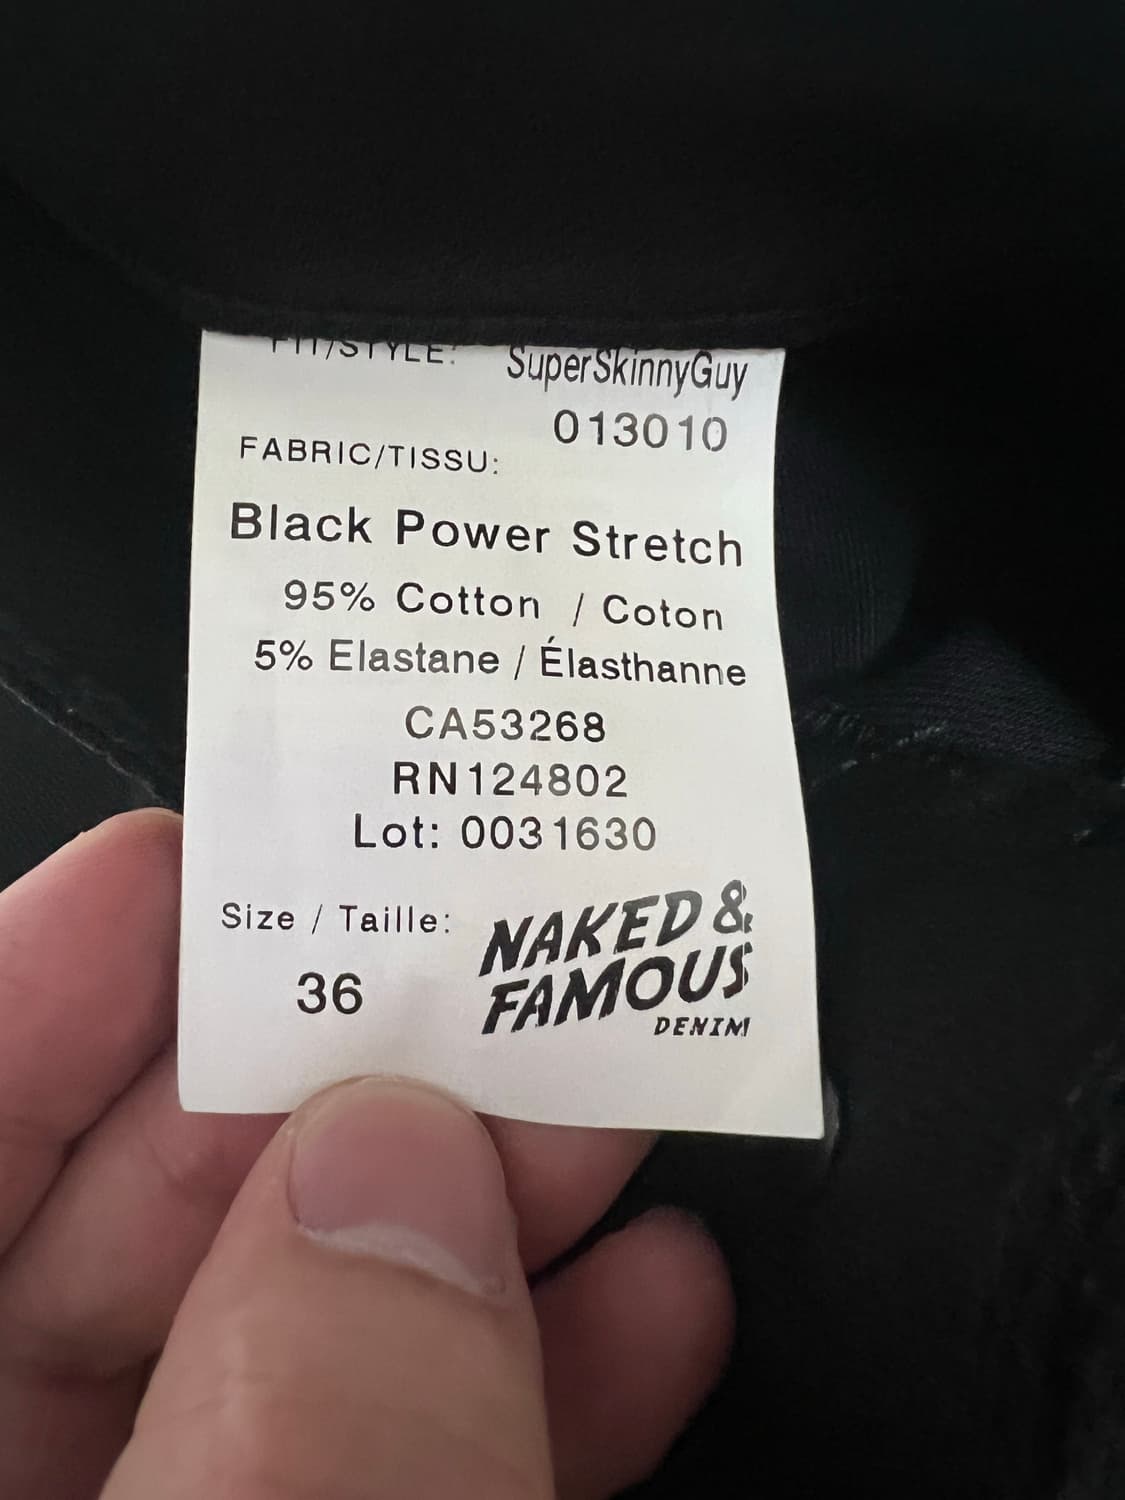 FIT/STYLE: SuperSkinnyGuy
013010
FABRIC/TISSU:
Black Power Stretch
95% Cotton / Coton
5% Elastane / Élasthanne
CA53268
RN124802
Lot: 0031630
Size / Taille:
36
NAKED &
FAMOUS
DENIM